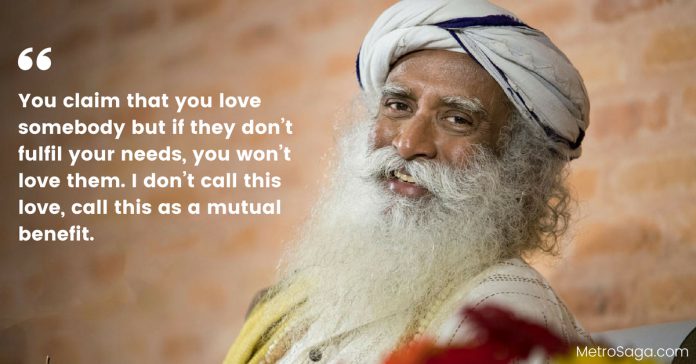 “
You claim that you love
somebody but if they don’t
fulfil your needs, you won’t
love them. I don’t call this
love, call this as a mutual
benefit.
MetroSaga.com